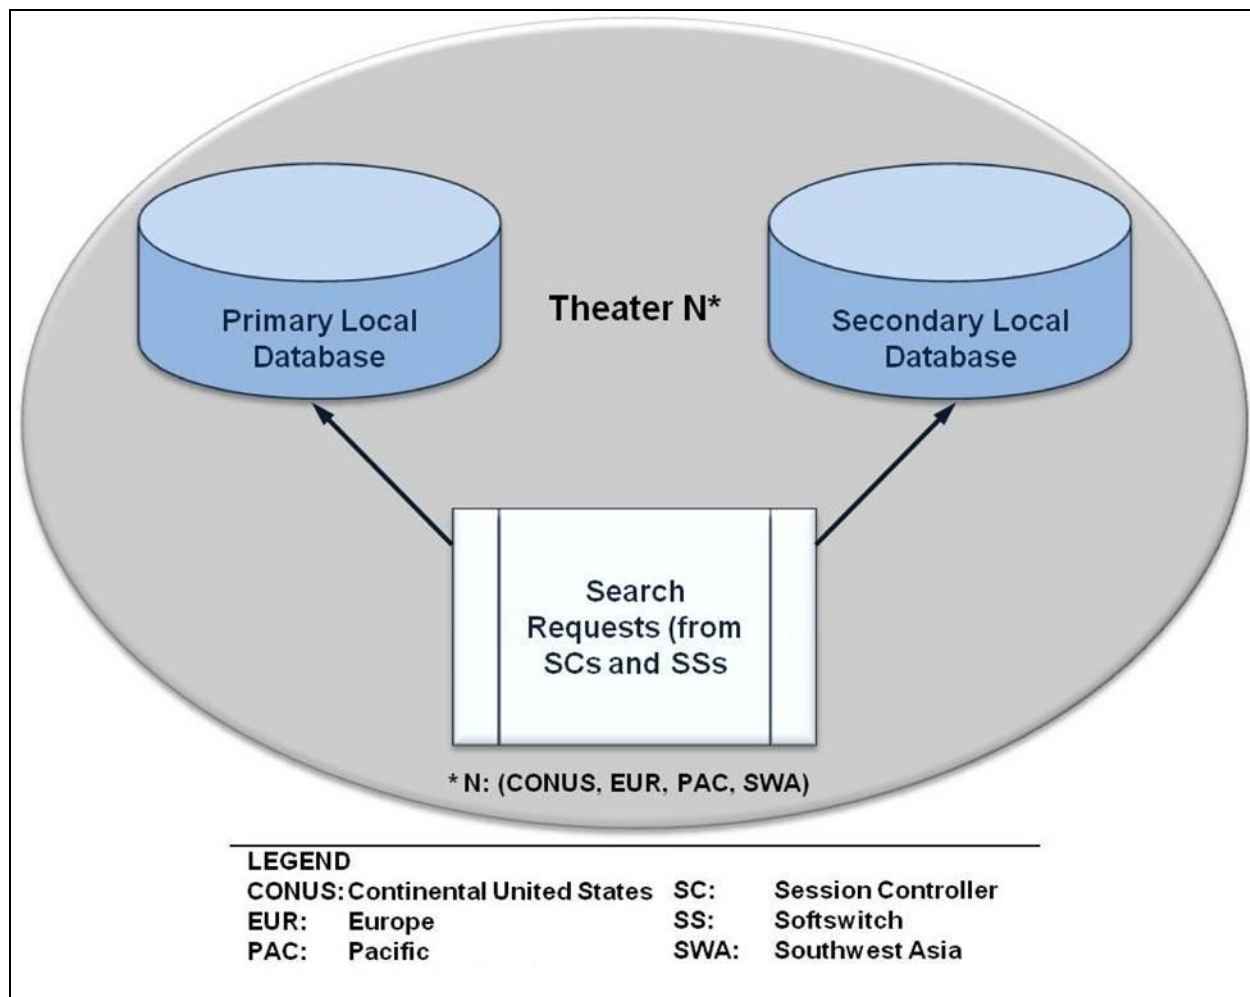 Primary Local
Database
Theater N*
Secondary Local
Database
Search
Requests (from
SCs and SSs
* N: (CONUS, EUR, PAC, SWA)
LEGEND
CONUS: Continental United States SC: Session Controller
EUR: Europe SS: Softswitch
PAC: Pacific SWA: Southwest Asia